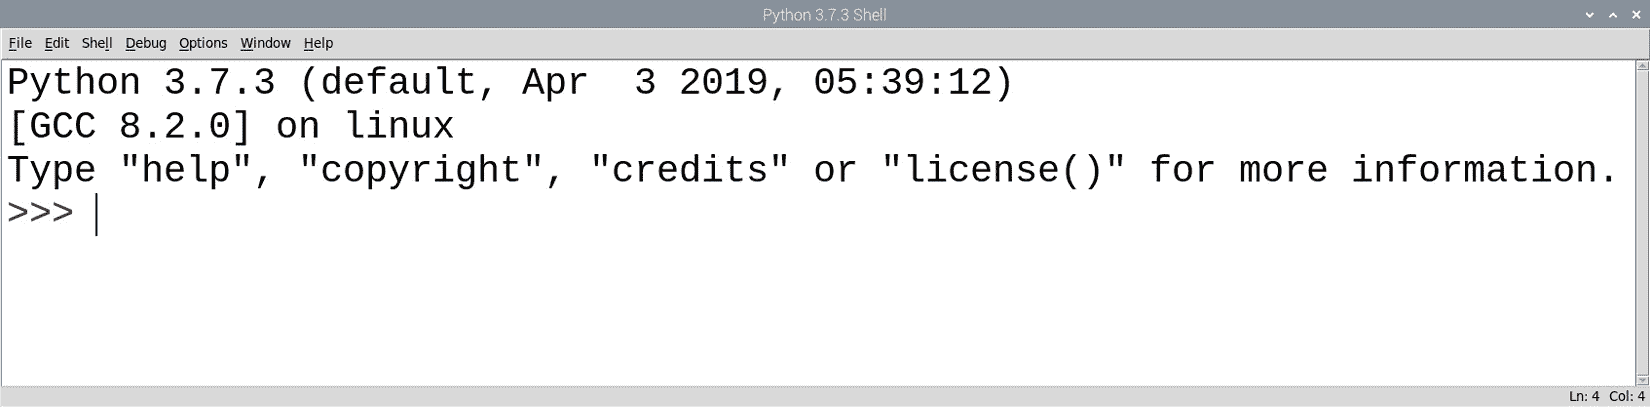 Python 3.7.3 Shell
File Edit Shell Debug Options Window Help
Python 3.7.3 (default, Apr  3 2019, 05:39:12)
[GCC 8.2.0] on linux
Type "help", "copyright", "credits" or "license()" for more information.
>>>
Ln: 4 Col: 4